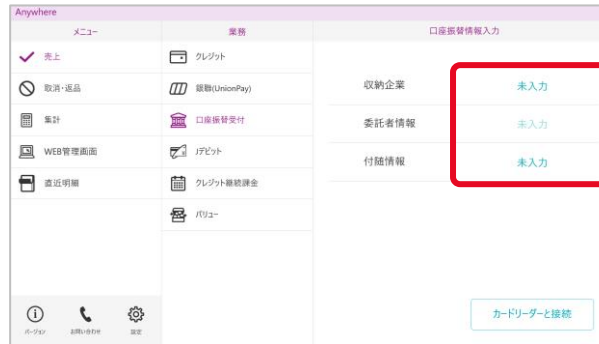 Anywhere
メニュー
業務
口座振替情報入力
売上
クレジット
取消・返品
銀聯(UnionPay)
収納企業
未入力
集計
口座振替受付
委託者情報
未入力
WEB管理画面
Jデビット
付随情報
未入力
直近明細
クレジット継続課金
バリュー
バージョン
お問い合わせ
設定
カードリーダーと接続